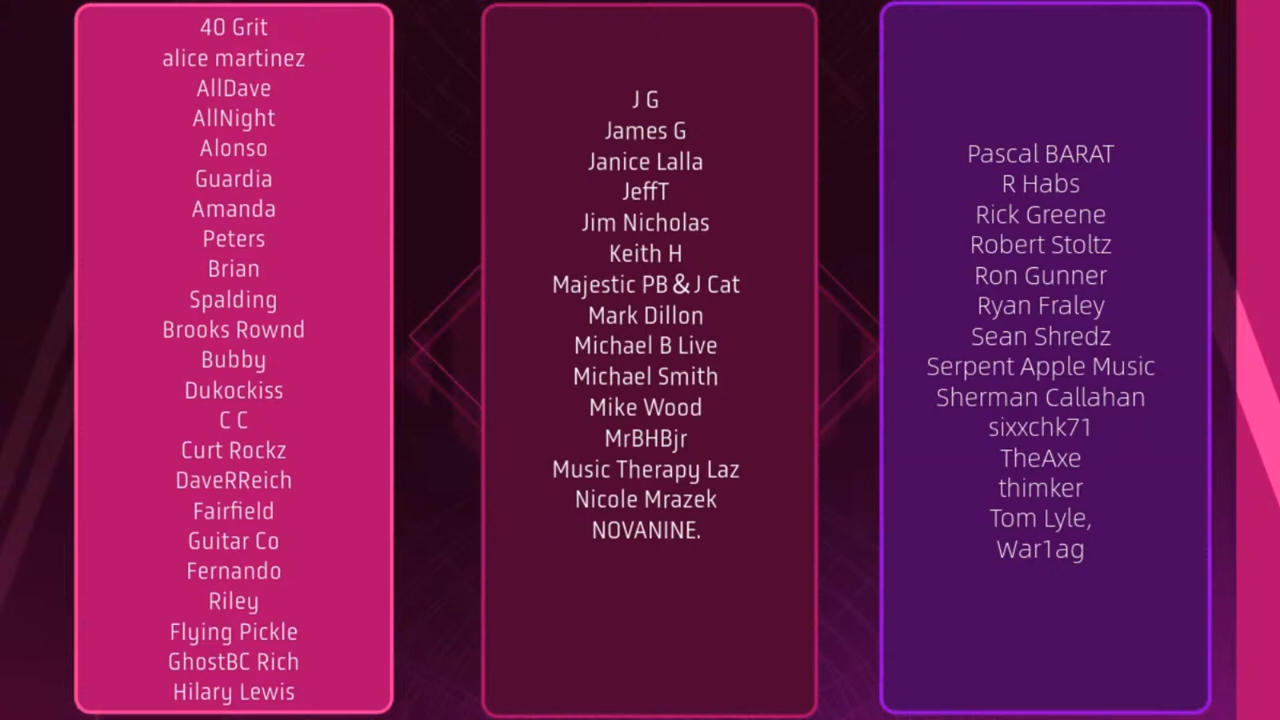 40 Grit
alice martinez
AllDave
AllNight
Alonso
Guardia
Amanda
Peters
Brian
Spalding
Brooks Rownd
Bubby
Dukockiss
C C
Curt Rockz
DaveRReich
Fairfield
Guitar Co
Fernando
Riley
Flying Pickle
GhostBC Rich
Hilary Lewis
J G
James G
Janice Lalla
JeffT
Jim Nicholas
Keith H
Majestic PB & J Cat
Mark Dillon
Michael B Live
Michael Smith
Mike Wood
MrBHBjr
Music Therapy Laz
Nicole Mrazek
NOVANINE.
Pascal BARAT
R Habs
Rick Greene
Robert Stoltz
Ron Gunner
Ryan Fraley
Sean Shredz
Serpent Apple Music
Sherman Callahan
sixxchk71
TheAxe
thimker
Tom Lyle,
War1ag